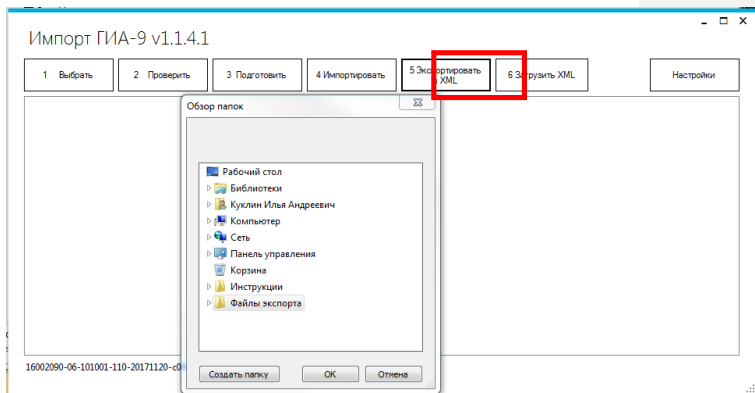 Импорт ГИА-9 v1.1.4.1
1 Выбрать
2 Проверить
3 Подготовить
4 Импортировать
5 Экспортировать
XML
6 Загрузить XML
Настройки
Обзор папок
Рабочий стол
Библиотеки
Куклин Илья Андреевич
Компьютер
Сеть
Панель управления
Корзина
Инструкции
Файлы экспорта
16002090-06-101001-110-20171120-c0
Создать папку
ОК
Отмена